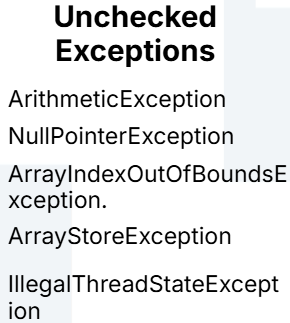 Unchecked
Exceptions
ArithmeticException
NullPointerException
ArrayIndexOutOfBoundsE
xception.
ArrayStoreException
IllegalThreadStateExcept
ion